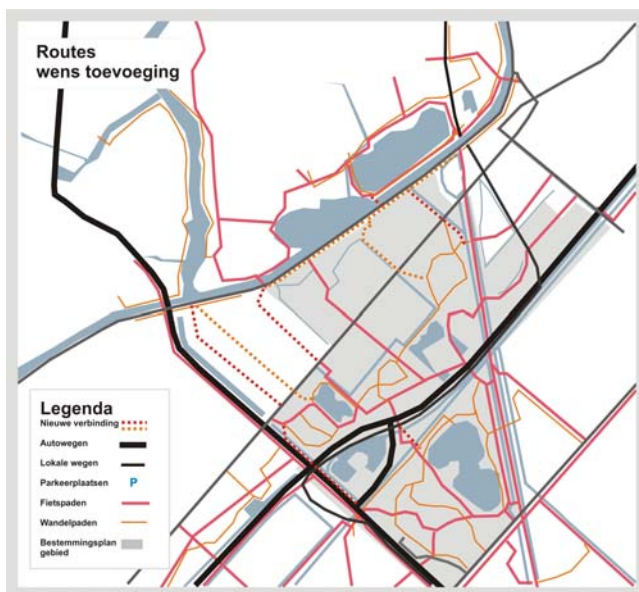 Routes
wens toevoeging
Legenda
Nieuwe verbinding
Autowegen
Lokale wegen
Parkeerplaatsen P
Fietspaden
Wandelpaden
Bestemmingsplan
gebied